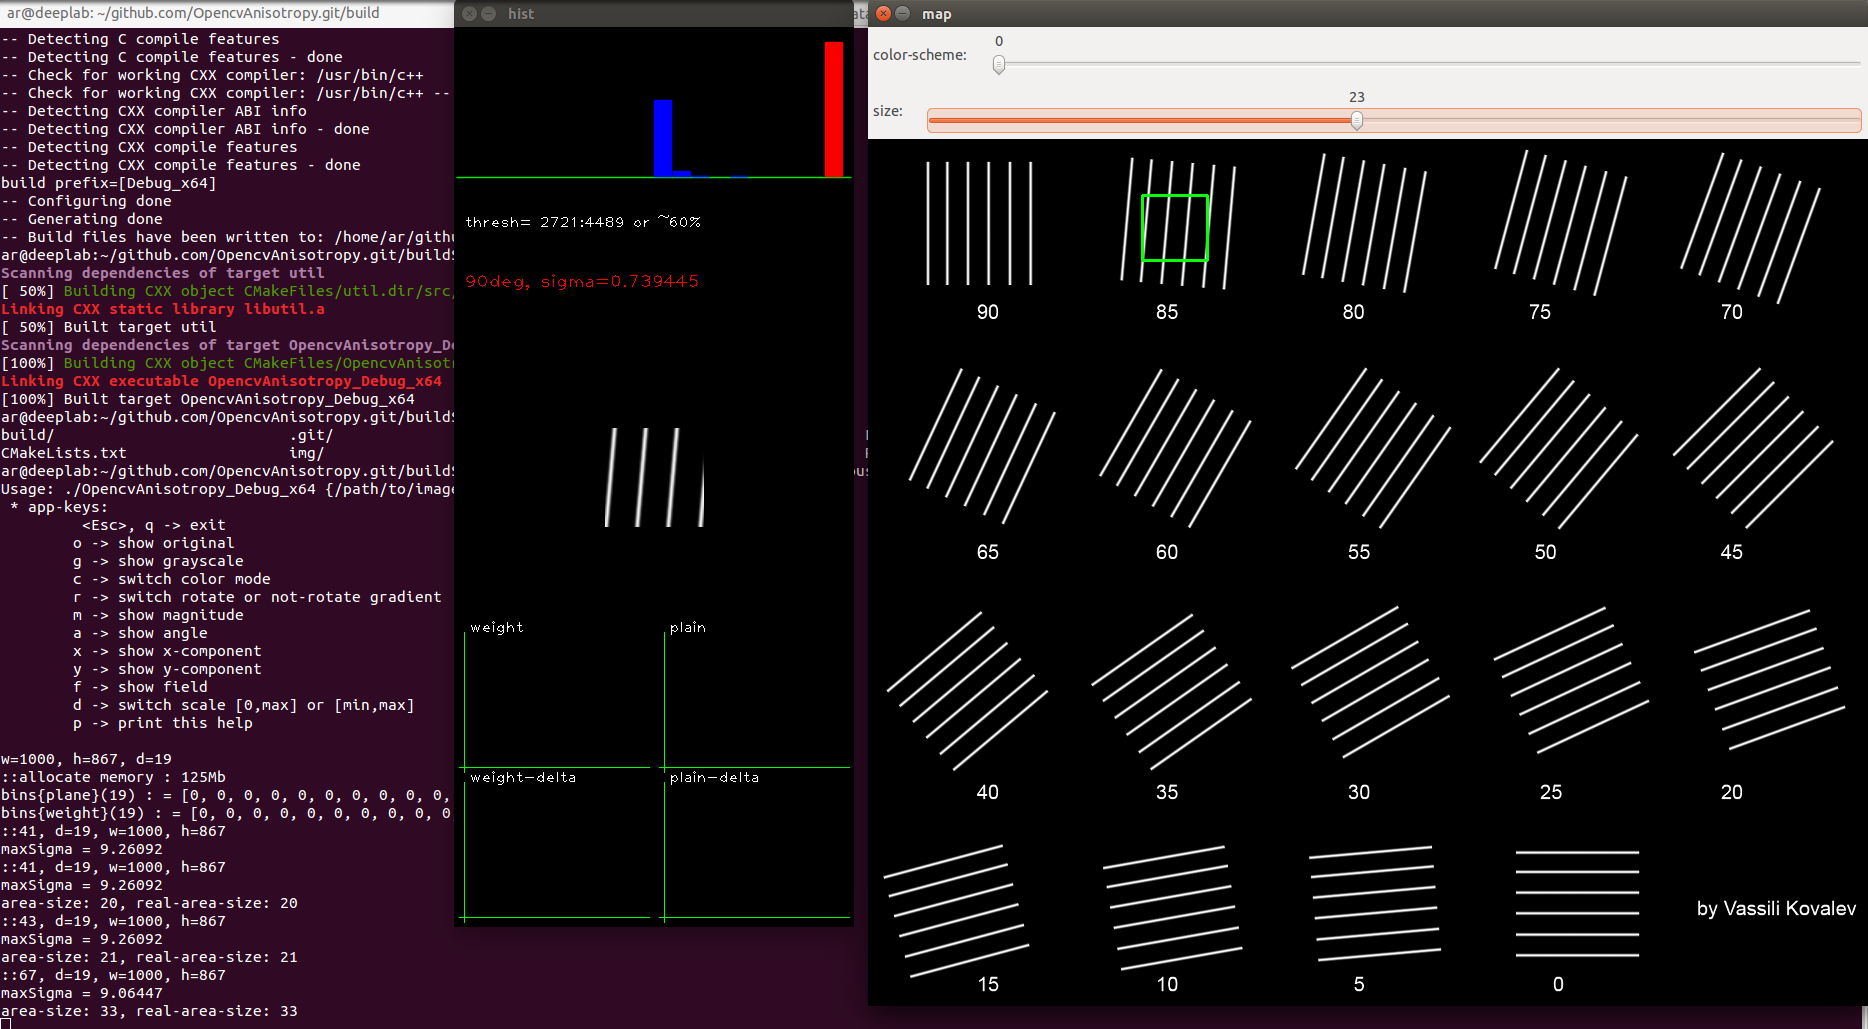 ar@deeplab: ~/github.com/OpencvAnisotropy.git/build
-- Detecting C compile features
-- Detecting C compile features - done
-- Check for working CXX compiler: /usr/bin/c++
-- Check for working CXX compiler: /usr/bin/c++ --
-- Detecting CXX compiler ABI info
-- Detecting CXX compiler ABI info - done
-- Detecting CXX compile features
-- Detecting CXX compile features - done
build prefix=[Debug_x64]
-- Configuring done
-- Generating done
-- Build files have been written to: /home/ar/githu
ar@deeplab:~/github.com/OpencvAnisotropy.git/build
Scanning dependencies of target util
[ 50%] Building CXX object CMakeFiles/util.dir/src/
Linking CXX static library libutil.a
[ 50%] Built target util
Scanning dependencies of target OpencvAnisotropy_De
[100%] Building CXX object CMakeFiles/OpencvAnisotr
Linking CXX executable OpencvAnisotropy_Debug_x64
[100%] Built target OpencvAnisotropy_Debug_x64
ar@deeplab:~/github.com/OpencvAnisotropy.git/build$
build/ .git/
CMakeLists.txt img/
ar@deeplab:~/github.com/OpencvAnisotropy.git/build$
Usage: ./OpencvAnisotropy_Debug_x64 {/path/to/image
* app-keys:
<Esc>, q -> exit
o -> show original
g -> show grayscale
c -> switch color mode
r -> switch rotate or not-rotate gradient
m -> show magnitude
a -> show angle
x -> show x-component
y -> show y-component
f -> show field
d -> switch scale [0,max] or [min,max]
p -> print this help
w=1000, h=867, d=19
::allocate memory : 125Mb
bins{plane}(19) : = [0, 0, 0, 0, 0, 0, 0, 0, 0, 0,
bins{weight}(19) : = [0, 0, 0, 0, 0, 0, 0, 0, 0, 0
::41, d=19, w=1000, h=867
maxSigma = 9.26092
::41, d=19, w=1000, h=867
maxSigma = 9.26092
area-size: 20, real-area-size: 20
::43, d=19, w=1000, h=867
maxSigma = 9.26092
area-size: 21, real-area-size: 21
::67, d=19, w=1000, h=867
maxSigma = 9.06447
area-size: 33, real-area-size: 33
hist
thresh= 2721:4489 or ~60%
90deg, sigma=0.739445
weight plain
weight-delta plain-delta
map
color-scheme: 0
size: 23
90 85 80 75 70
65 60 55 50 45
40 35 30 25 20
by Vassili Kovalev
15 10 5 0